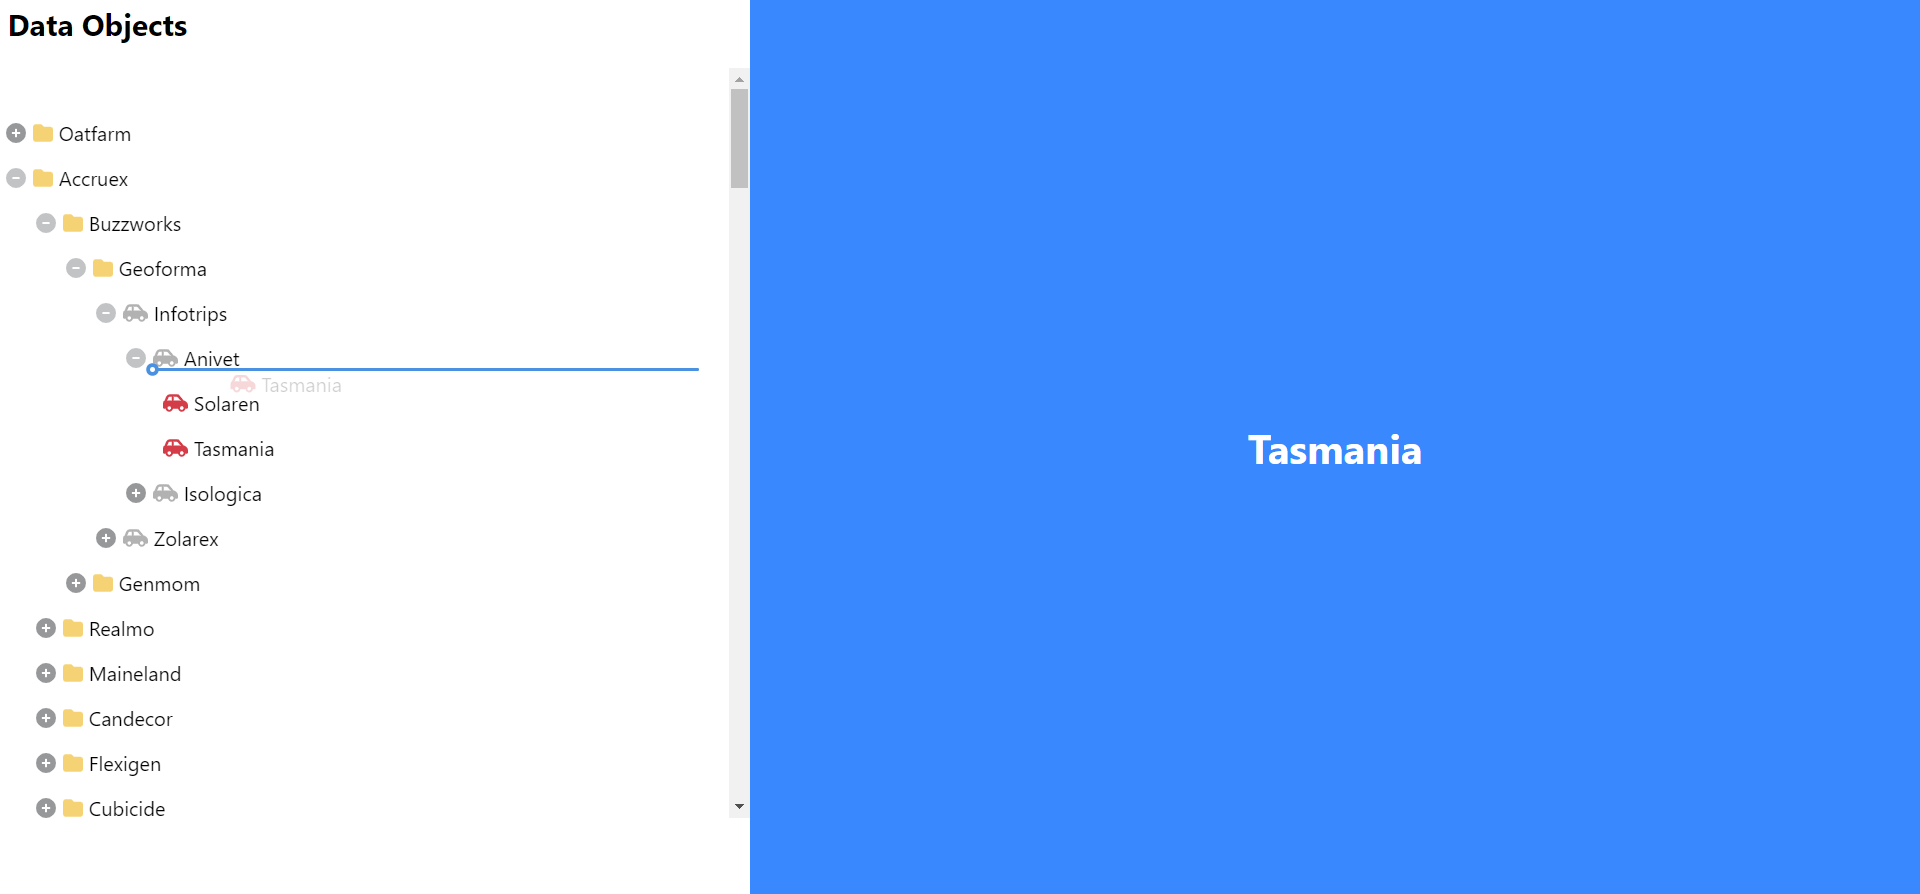 Data Objects
Oatfarm
Accruex
Buzzworks
Geoforma
Infotrips
Anivet
Tasmania
Solaren
Tasmania
Isologica
Zolarex
Genmom
Realmo
Maineland
Candecor
Flexigen
Cubicide
Tasmania